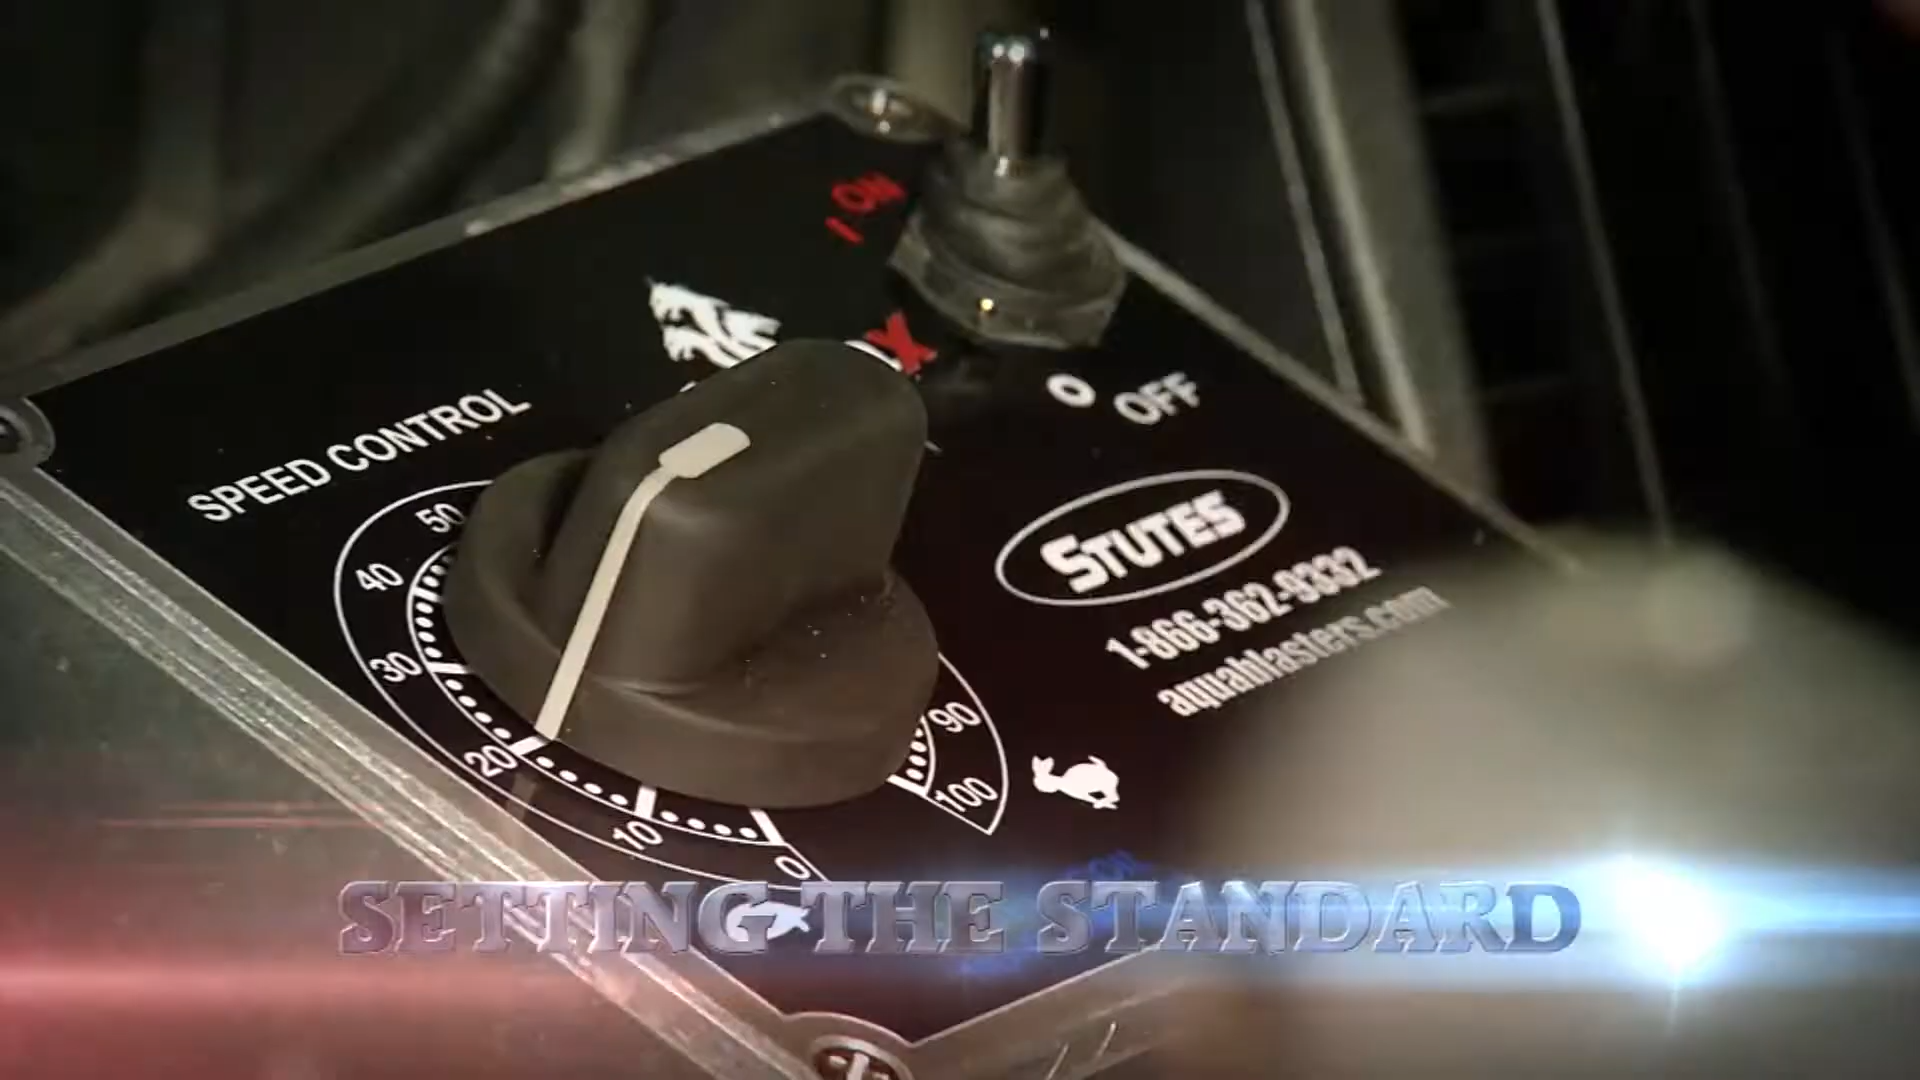 I ON
X
O OFF
SPEED CONTROL
50
40
30
20
10
0
90
100
STUTES
1-866-362-9332
aquablasters.com
SETTING THE STANDARD